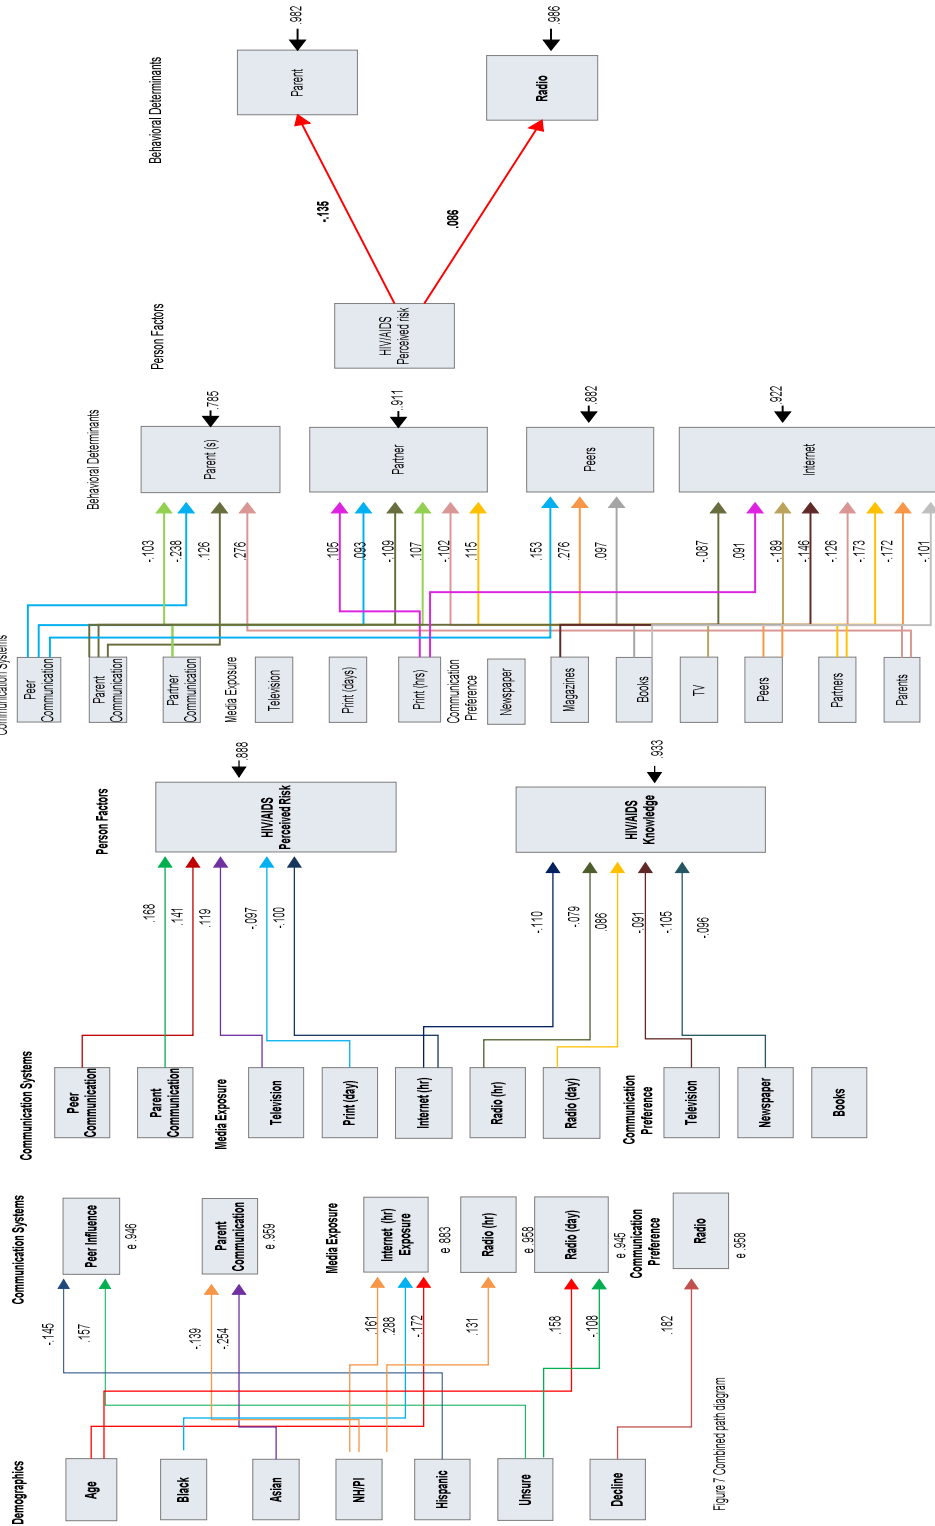 Demographics
Age
Black
Asian
NH/PI
Hispanic
Unsure
Decline
-.145
.157
-.139
-.254
.161
.288
-.172
.131
.158
-.108
.182
Communication Systems
Peer Influence
e .946
Parent
Communication
e .959
Media Exposure
Internet (hr)
Exposure
e .883
Radio (hr)
e .958
Radio (day)
e .945
Communication
Preference
Radio
e .958
Communication Systems
Peer
Communication
Parent
Communication
Media Exposure
Television
Print (day)
Internet (hr)
Radio (hr)
Radio (day)
Communication
Preference
Television
Newspaper
Books
.168
.141
.119
-.097
-.100
-.110
-.079
.086
-.091
-.105
-.096
Person Factors
HIV/AIDS
Perceived Risk
.888
HIV/AIDS
Knowledge
.933
Communication Systems
Peer
Communication
Parent
Communication
Partner
Communication
Media Exposure
Television
Print (days)
Print (hrs)
Communication
Preference
Newspaper
Magazines
Books
TV
Peers
Partners
Parents
-.103
-.238
.126
.276
.105
.093
-.109
.107
-.102
.115
.153
.276
.097
-.087
.091
-.189
-.146
-.126
-.173
-.172
-.101
Behavioral Determinants
Parent (s)
.785
Partner
.911
Peers
.882
Internet
.922
Person Factors
HIV/AIDS
Perceived risk
-.135
.086
Behavioral Determinants
Parent
.982
Radio
.986
Figure 7 Combined path diagram